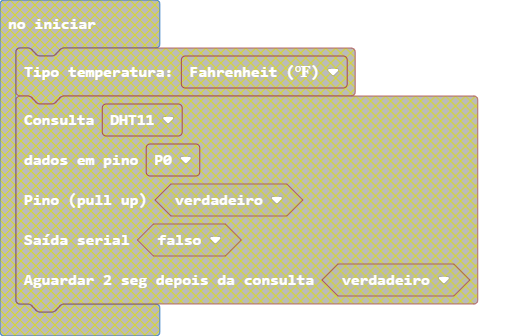 no iniciar
Tipo temperatura: Fahrenheit (℉)
Consulta DHT11
dados em pino P0
Pino (pull up) verdadeiro
Saída serial falso
Aguardar 2 seg depois da consulta verdadeiro